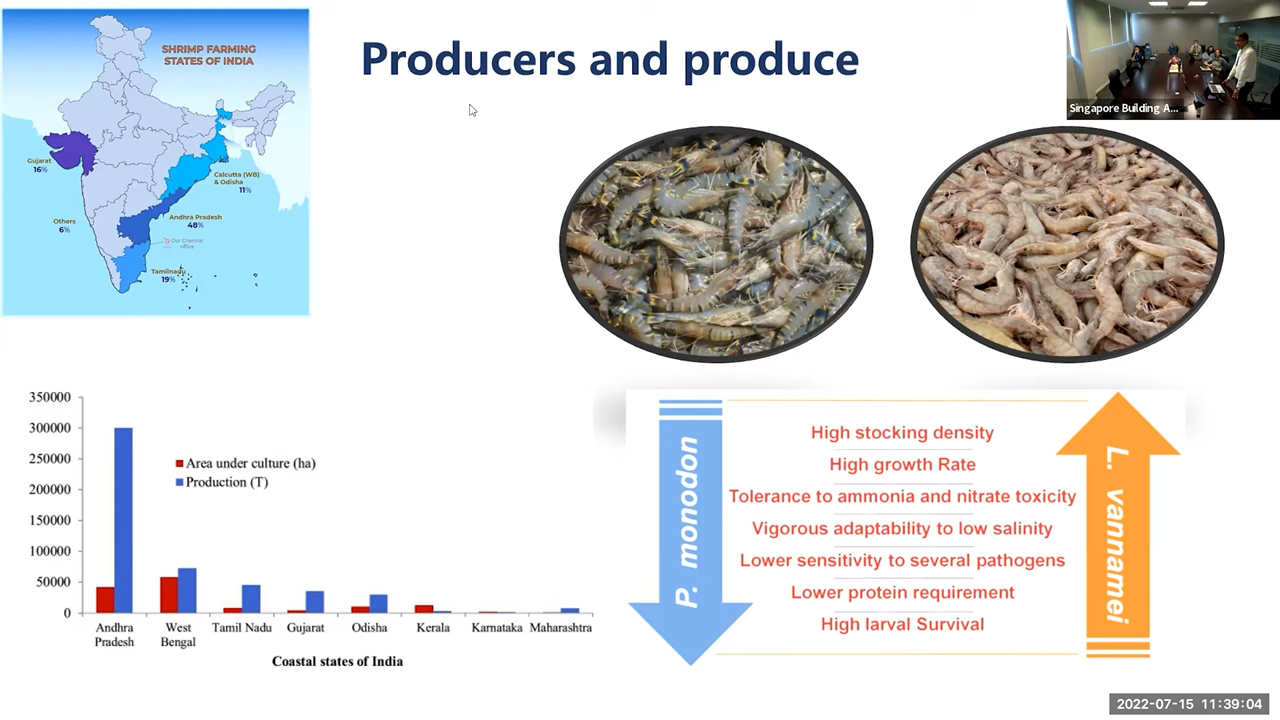 SHRIMP FARMING
STATES OF INDIA
Gujarat
16%
Calcutta (WB)
& Odisha
11%
Others
6%
Andhra Pradesh
48%
Our Chennai
office
Tamilnadu
19%
Producers and produce
Singapore Building A...
350000
300000
250000
200000
150000
100000
50000
0
Area under culture (ha)
Production (T)
Andhra
Pradesh
West
Bengal
Tamil Nadu
Gujarat
Odisha
Kerala
Karnataka
Maharashtra
Coastal states of India
P. monodon
High stocking density
High growth Rate
Tolerance to ammonia and nitrate toxicity
Vigorous adaptability to low salinity
Lower sensitivity to several pathogens
Lower protein requirement
High larval Survival
L. vannamei
2022-07-15 11:39:04